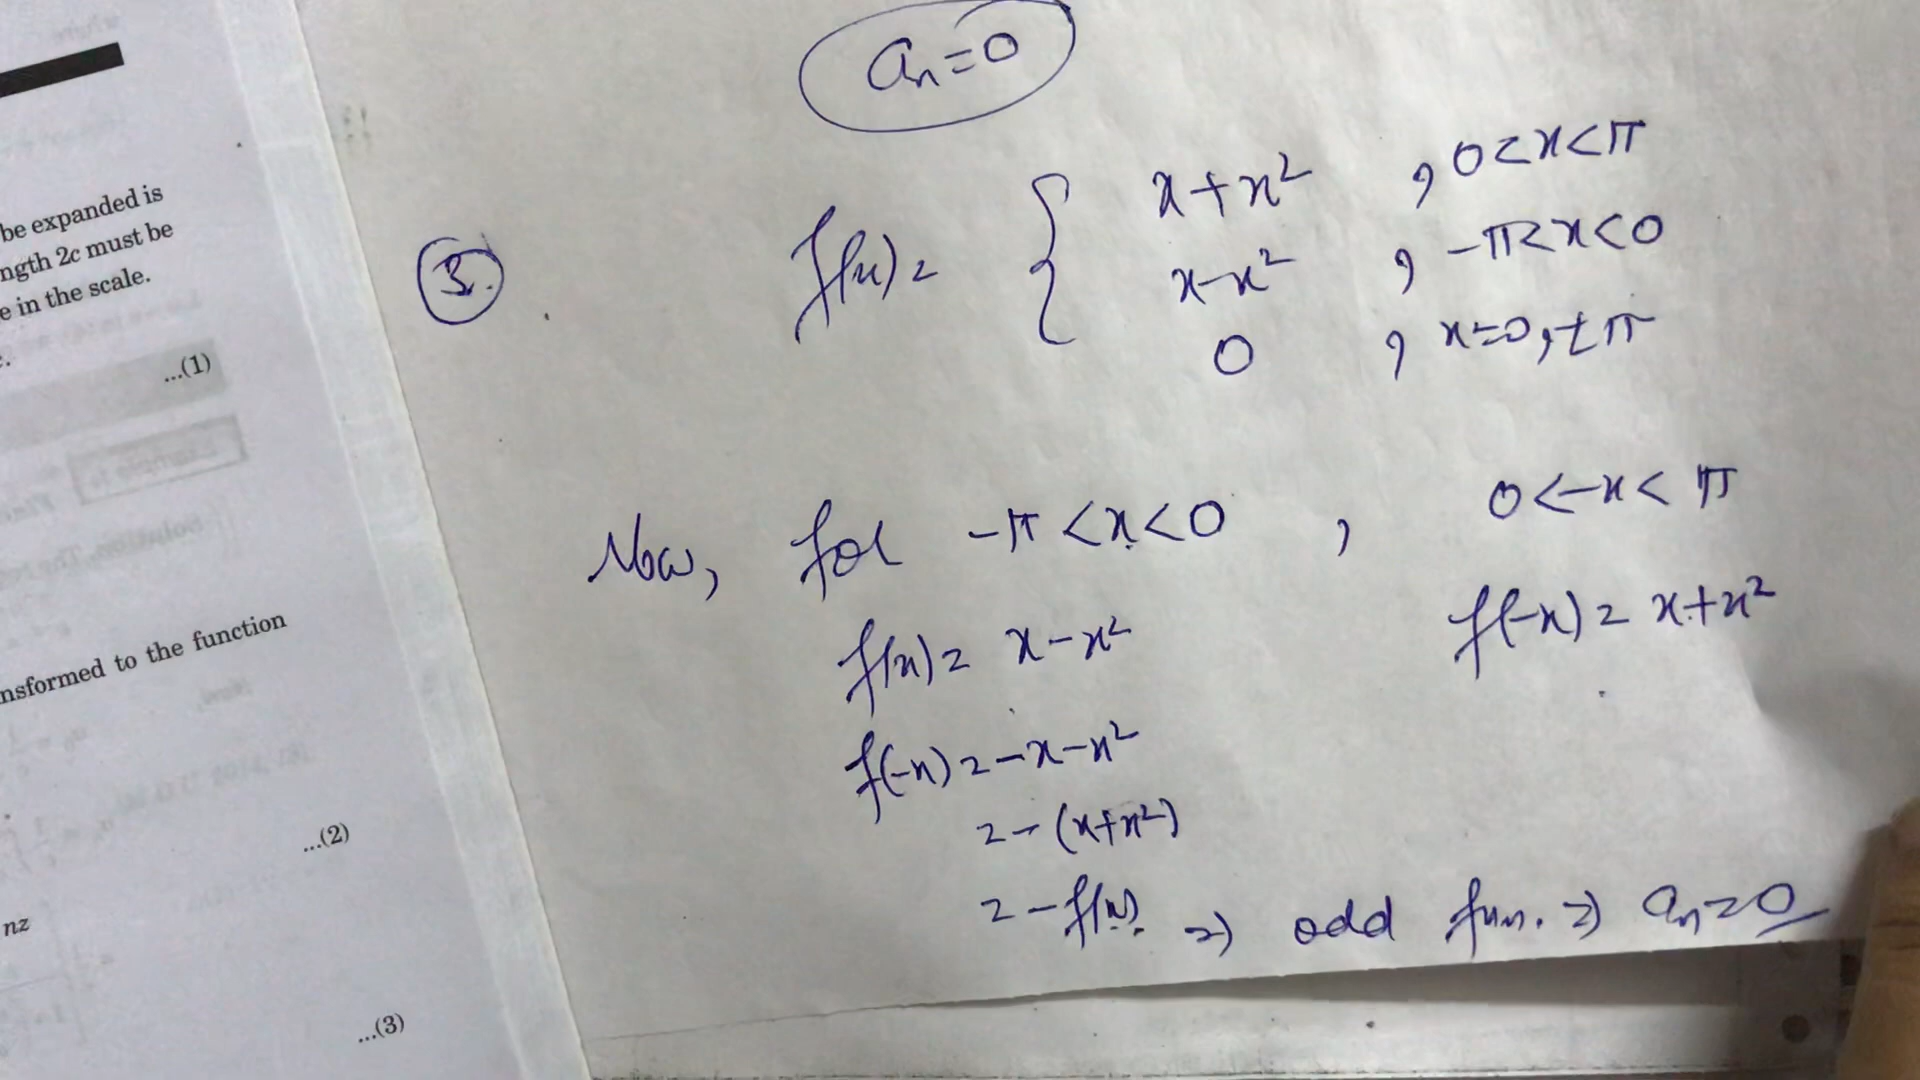 be expanded is
ngth 2c must be
e in the scale.
...(1)
nsformed to the function
...(2)
nz
...(3)
aₙ=0
③. f(x) = { x+x² , 0<x<π
x-x² , -π<x<0
0 , x=0, ±π
Now, for -π<x<0 , 0<-x<π
f(x) = x-x² f(-x) = x+x²
f(-x) = -x-x²
= -(x+x²)
= -f(x). ⇒ odd fun. ⇒ aₙ=0